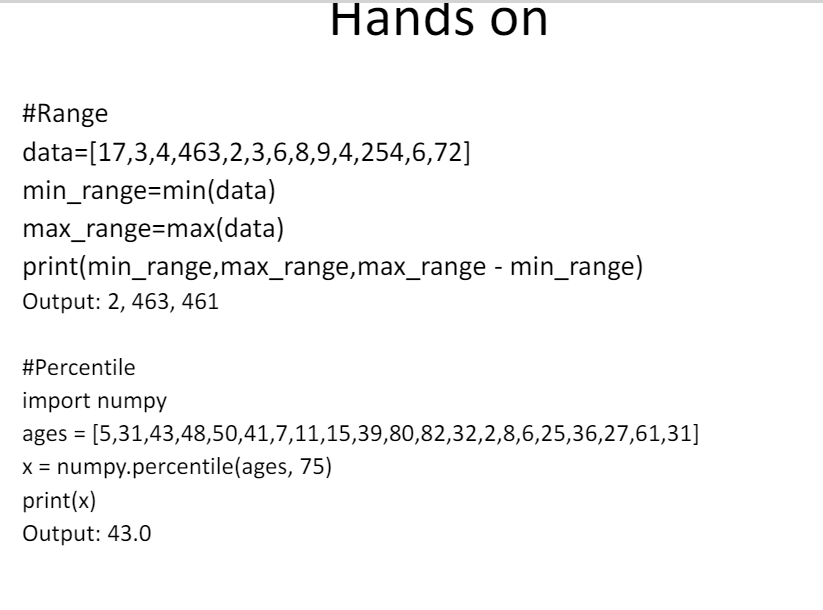 Hands on
#Range
data=[17,3,4,463,2,3,6,8,9,4,254,6,72]
min_range=min(data)
max_range=max(data)
print(min_range,max_range,max_range - min_range)
Output: 2, 463, 461
#Percentile
import numpy
ages = [5,31,43,48,50,41,7,11,15,39,80,82,32,2,8,6,25,36,27,61,31]
x = numpy.percentile(ages, 75)
print(x)
Output: 43.0